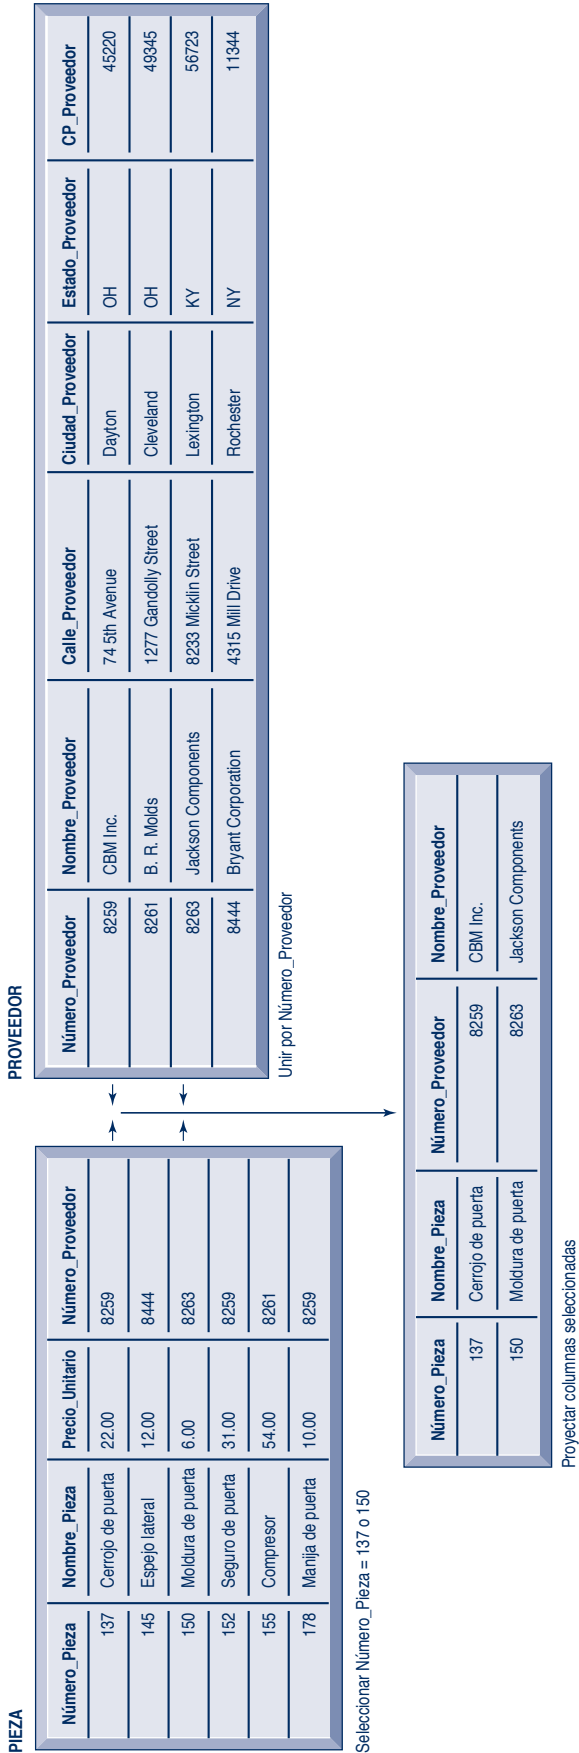 PIEZA
Número_Pieza Nombre_Pieza Precio_Unitario Número_Proveedor
137 Cerrojo de puerta 22.00 8259
145 Espejo lateral 12.00 8444
150 Moldura de puerta 6.00 8263
152 Seguro de puerta 31.00 8259
155 Compresor 54.00 8261
178 Manija de puerta 10.00 8259
Seleccionar Número_Pieza = 137 o 150
PROVEEDOR
Número_Proveedor Nombre_Proveedor Calle_Proveedor Ciudad_Proveedor Estado_Proveedor CP_Proveedor
8259 CBM Inc. 74 5th Avenue Dayton OH 45220
8261 B. R. Molds 1277 Gandolly Street Cleveland OH 49345
8263 Jackson Components 8233 Micklin Street Lexington KY 56723
8444 Bryant Corporation 4315 Mill Drive Rochester NY 11344
Unir por Número_Proveedor
Número_Pieza Nombre_Pieza Número_Proveedor Nombre_Proveedor
137 Cerrojo de puerta 8259 CBM Inc.
150 Moldura de puerta 8263 Jackson Components
Proyectar columnas seleccionadas